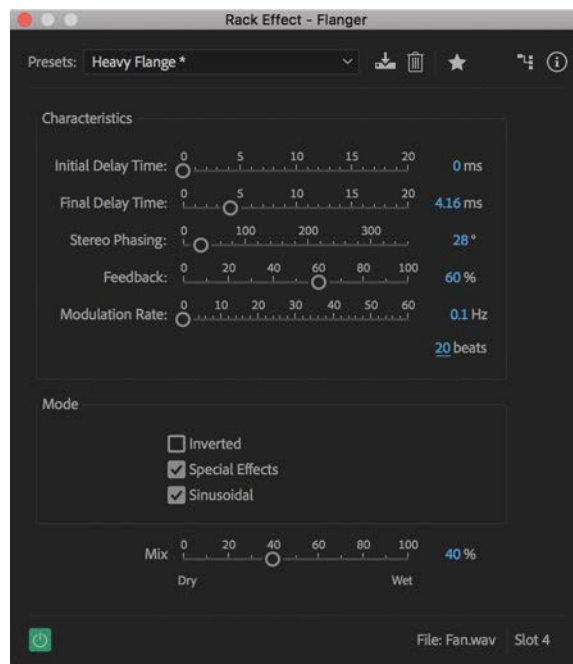 Rack Effect - Flanger
Presets: Heavy Flange *
Characteristics
Initial Delay Time: 0 5 10 15 20 0 ms
Final Delay Time: 0 5 10 15 20 4.16 ms
Stereo Phasing: 0 100 200 300 28 °
Feedback: 0 20 40 60 80 100 60 %
Modulation Rate: 0 10 20 30 40 50 60 0.1 Hz
20 beats
Mode
Inverted
Special Effects
Sinusoidal
Mix 0 20 40 60 80 100 40 %
Dry Wet
File: Fan.wav Slot 4